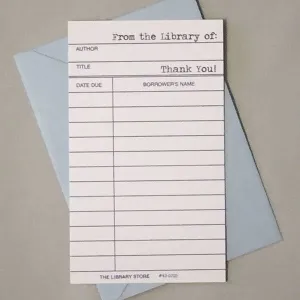 From the Library of:
AUTHOR
TITLE
Thank You!
DATE DUE BORROWER'S NAME
THE LIBRARY STORE